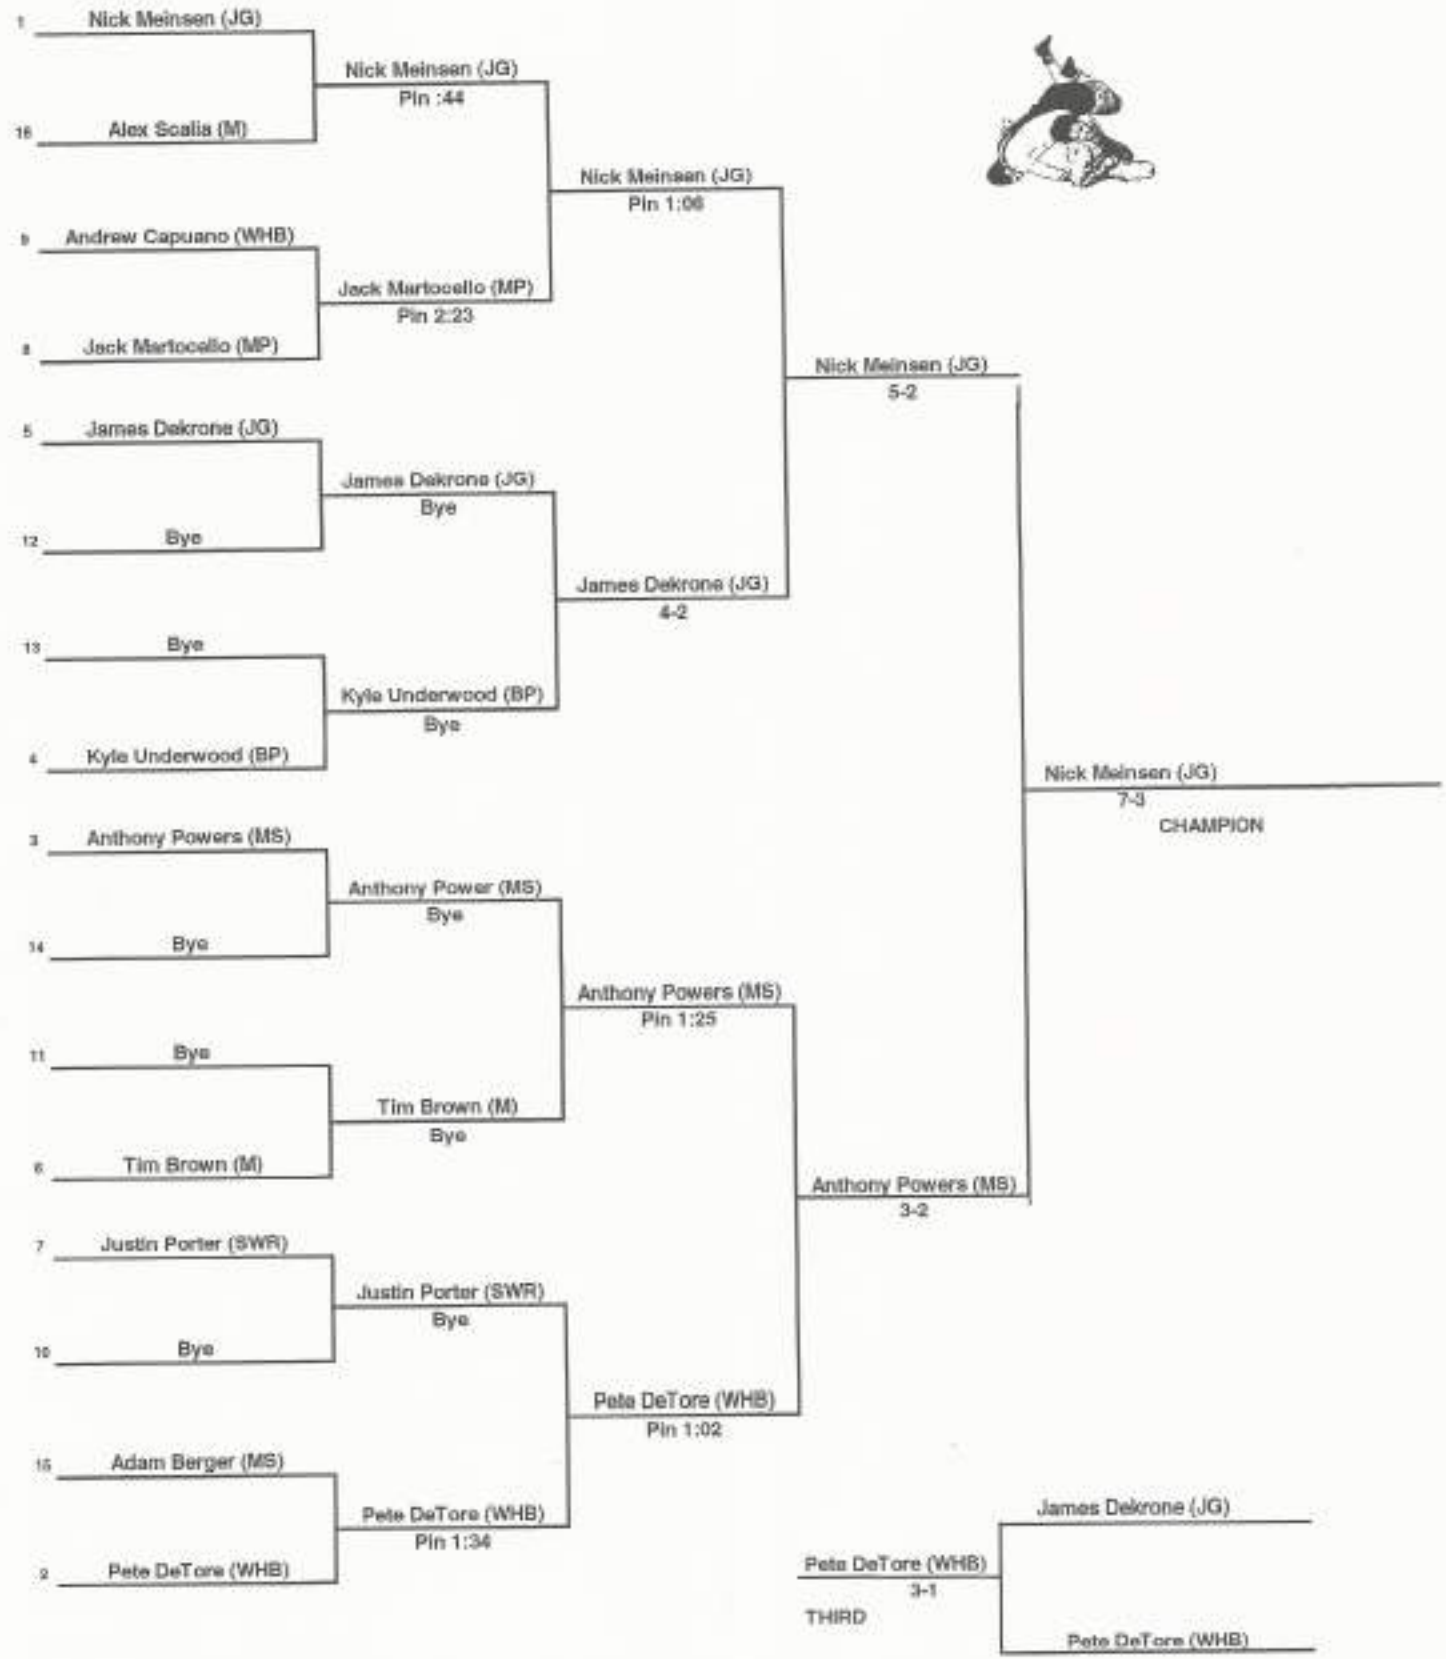 1 Nick Meinsen (JG)
Nick Meinsen (JG)
Pin :44
16 Alex Scalia (M)
Nick Meinsen (JG)
Pin 1:06
9 Andrew Capuano (WHB)
Jack Martocello (MP)
Pin 2:23
8 Jack Martocello (MP)
Nick Meinsen (JG)
5-2
5 James Dekrone (JG)
James Dekrone (JG)
Bye
12 Bye
James Dekrone (JG)
4-2
13 Bye
Kyle Underwood (BP)
Bye
4 Kyle Underwood (BP)
Nick Meinsen (JG)
7-3
CHAMPION
3 Anthony Powers (MS)
Anthony Power (MS)
Bye
14 Bye
Anthony Powers (MS)
Pin 1:25
11 Bye
Tim Brown (M)
Bye
6 Tim Brown (M)
Anthony Powers (MS)
3-2
7 Justin Porter (SWR)
Justin Porter (SWR)
Bye
10 Bye
Pete DeTore (WHB)
Pin 1:02
15 Adam Berger (MS)
Pete DeTore (WHB)
Pin 1:34
2 Pete DeTore (WHB)
James Dekrone (JG)
Pete DeTore (WHB)
3-1
THIRD
Pete DeTore (WHB)